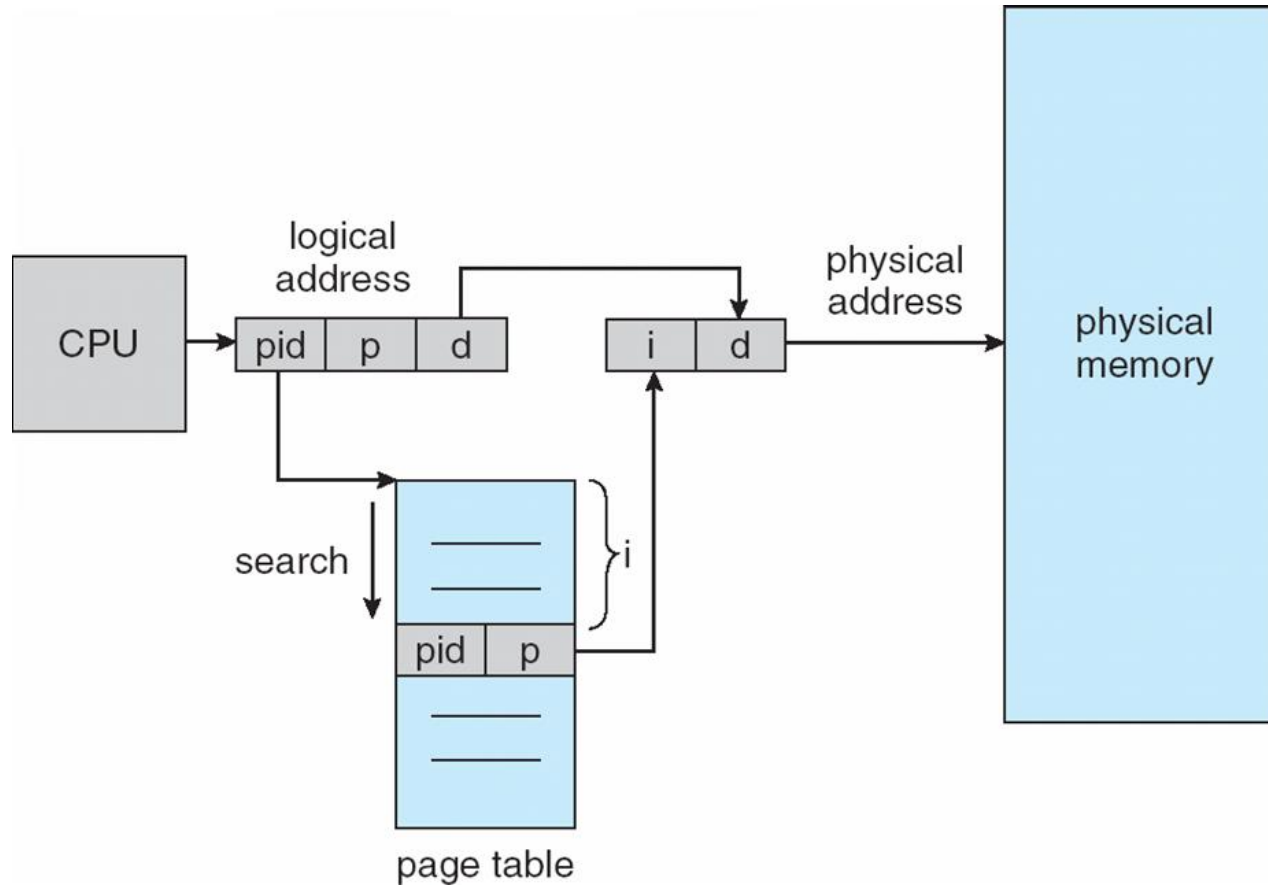 logical
address
physical
address
CPU
pid p d
i d
physical
memory
search
i
pid p
page table